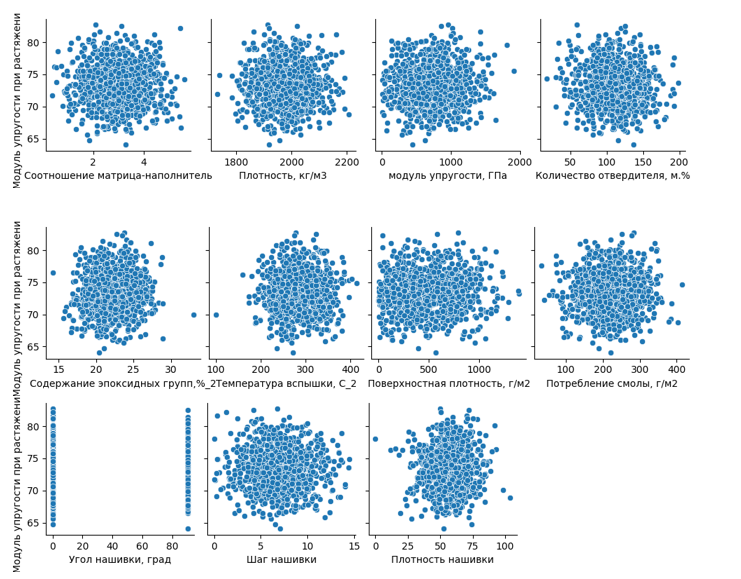 Модуль упругости при растяжени
80
75
70
65
2 4
1800 2000 2200
0 1000 2000
50 100 150 200
Соотношение матрица-наполнитель
Плотность, кг/м3
модуль упругости, ГПа
Количество отвердителя, м.%
Модуль упругости при растяжени
80
75
70
65
15 20 25 30
100 200 300 400
0 500 1000
100 200 300 400
Содержание эпоксидных групп,%_2
Температура вспышки, С_2
Поверхностная плотность, г/м2
Потребление смолы, г/м2
Модуль упругости при растяжени
80
75
70
65
0 20 40 60 80
0 5 10 15
0 25 50 75 100
Угол нашивки, град
Шаг нашивки
Плотность нашивки